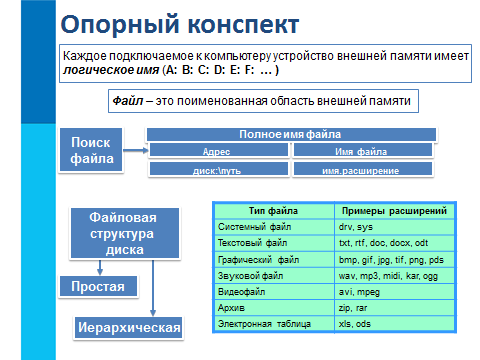 Опорный конспект
Каждое подключаемое к компьютеру устройство внешней памяти имеет
логическое имя (A: B: C: D: E: F: … )
Файл – это поименованная область внешней памяти
Поиск
файла
Полное имя файла
Адрес Имя файла
диск:\путь имя.расширение
Файловая
структура
диска
Простая
Иерархическая
Тип файла Примеры расширений
Системный файл drv, sys
Текстовый файл txt, rtf, doc, docx, odt
Графический файл bmp, gif, jpg, tif, png, pds
Звуковой файл wav, mp3, midi, kar, ogg
Видеофайл avi, mpeg
Архив zip, rar
Электронная таблица xls, ods